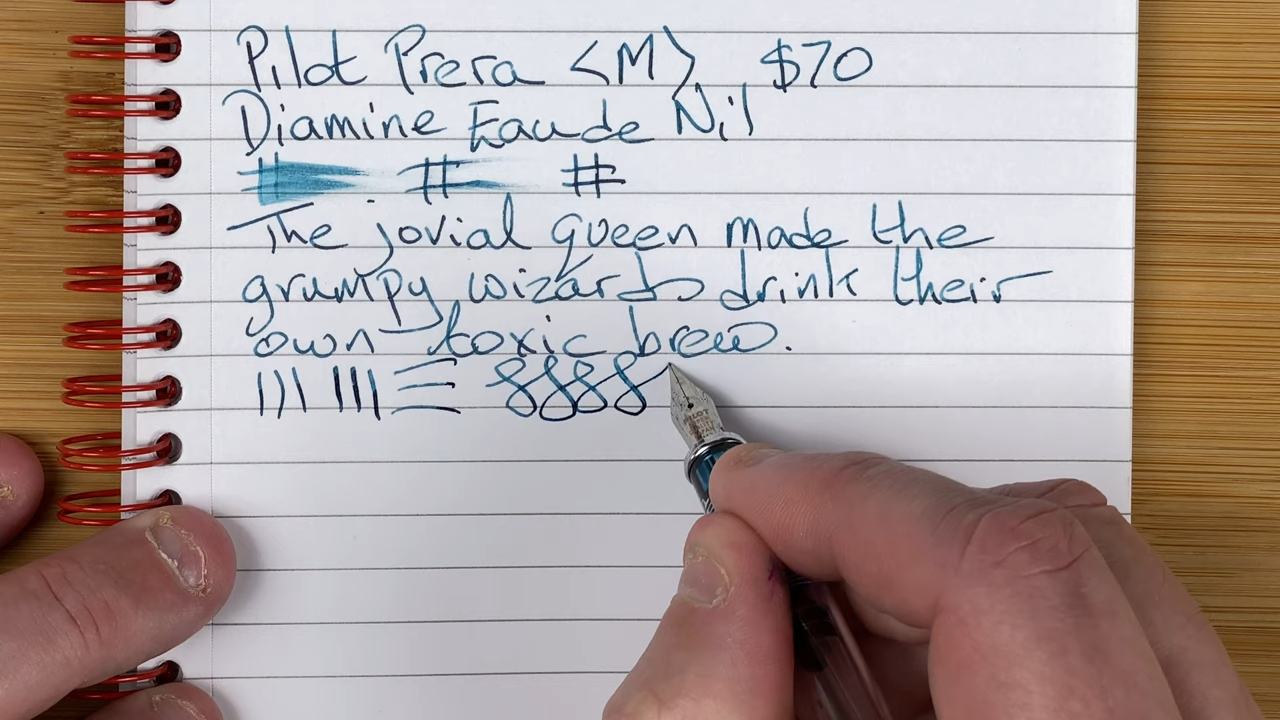 Pilot Prera <M> $70
Diamine Eau de Nil
# # #
The jovial queen made the
grumpy wizards drink their
own toxic brew.
PILOT